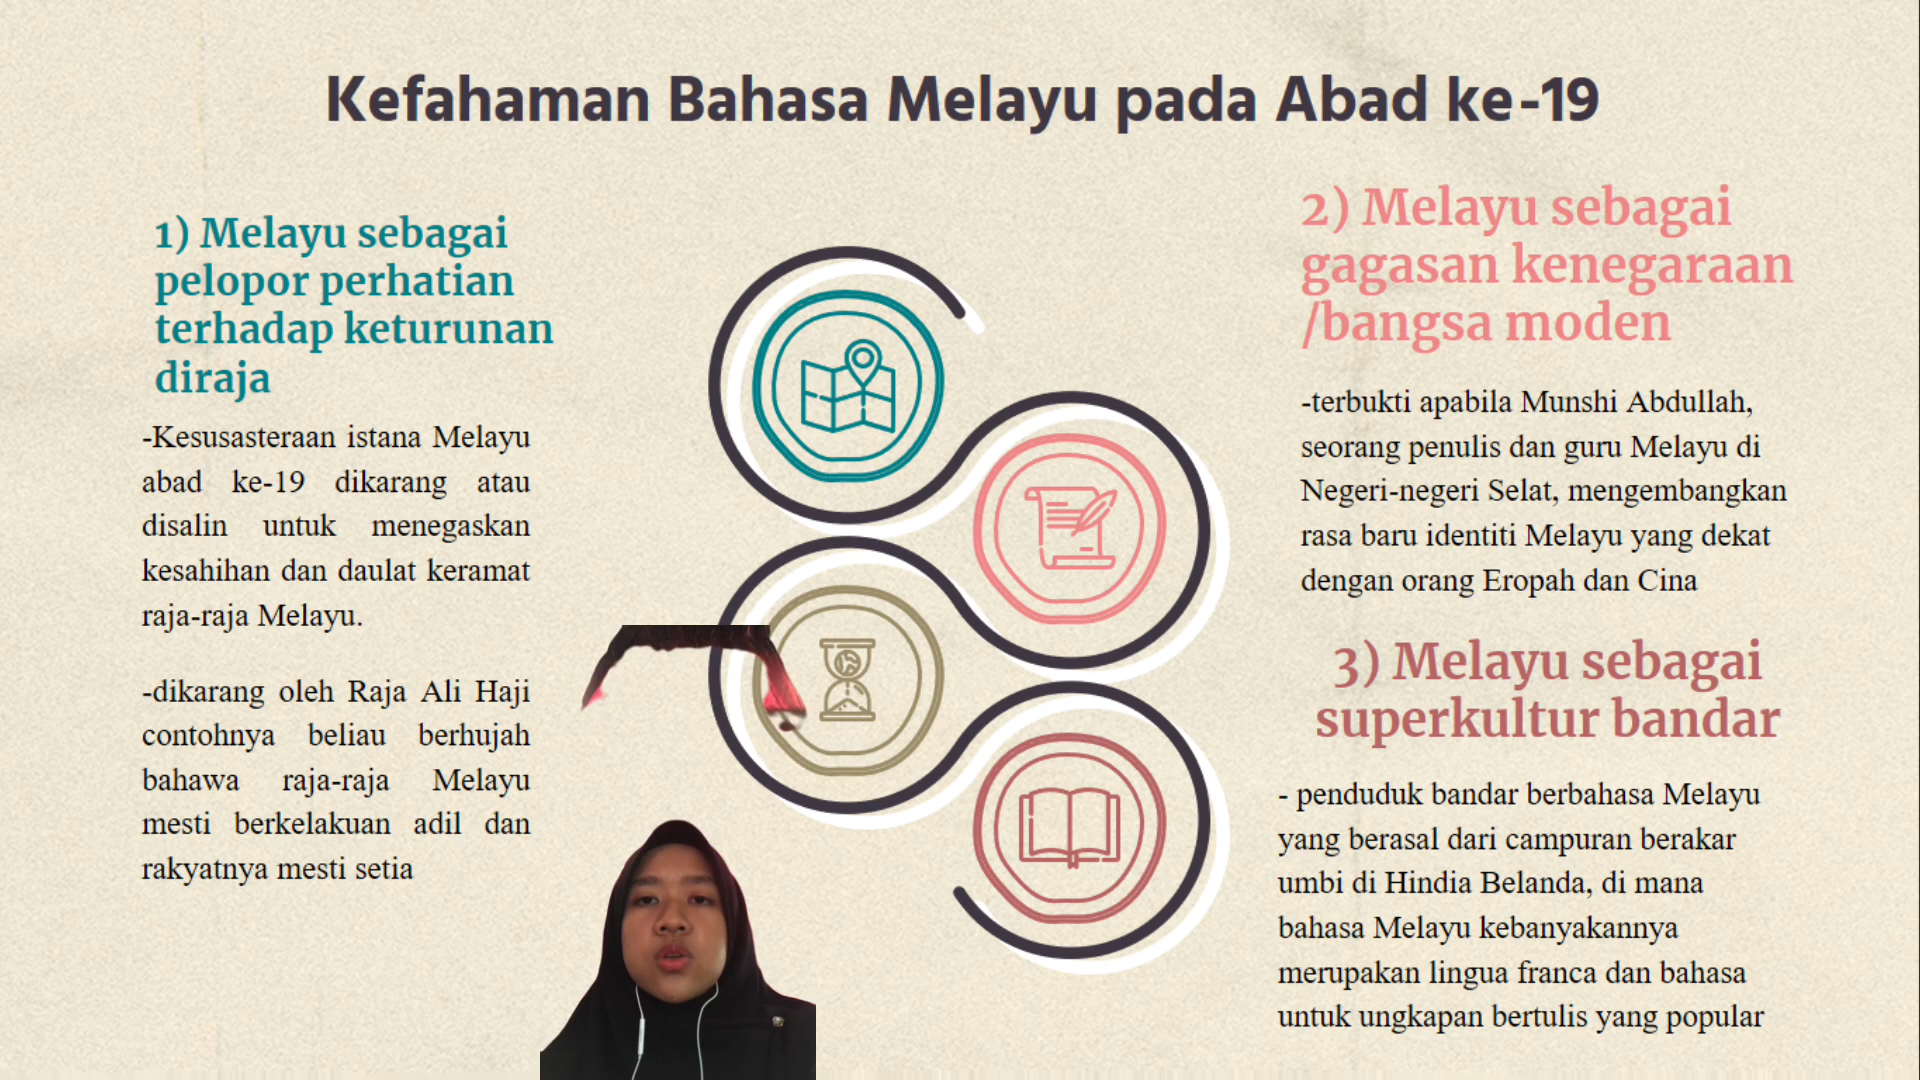 Kefahaman Bahasa Melayu pada Abad ke-19
1) Melayu sebagai
pelopor perhatian
terhadap keturunan
diraja
-Kesusasteraan istana Melayu
abad ke-19 dikarang atau
disalin untuk menegaskan
kesahihan dan daulat keramat
raja-raja Melayu.
-dikarang oleh Raja Ali Haji
contohnya beliau berhujah
bahawa raja-raja Melayu
mesti berkelakuan adil dan
rakyatnya mesti setia
2) Melayu sebagai
gagasan kenegaraan
/bangsa moden
-terbukti apabila Munshi Abdullah,
seorang penulis dan guru Melayu di
Negeri-negeri Selat, mengembangkan
rasa baru identiti Melayu yang dekat
dengan orang Eropah dan Cina
3) Melayu sebagai
superkultur bandar
- penduduk bandar berbahasa Melayu
yang berasal dari campuran berakar
umbi di Hindia Belanda, di mana
bahasa Melayu kebanyakannya
merupakan lingua franca dan bahasa
untuk ungkapan bertulis yang popular